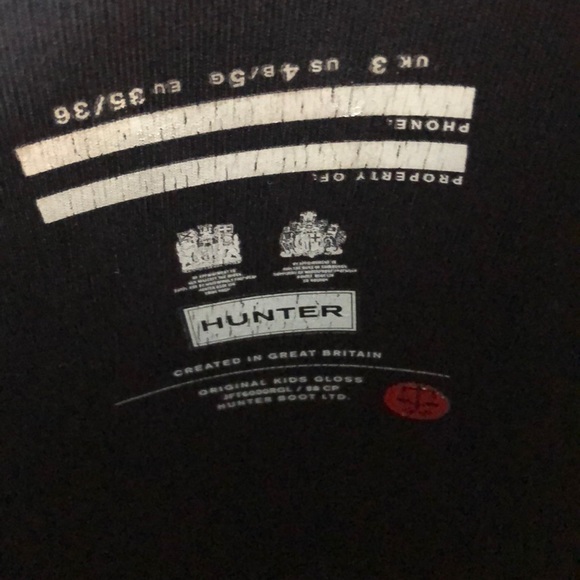 UK 3 US 4B/5G EU 35/36
PHONE:
PROPERTY OF:
HUNTER
CREATED IN GREAT BRITAIN
ORIGINAL KIDS GLOSS
HUNTER BOOT LTD.